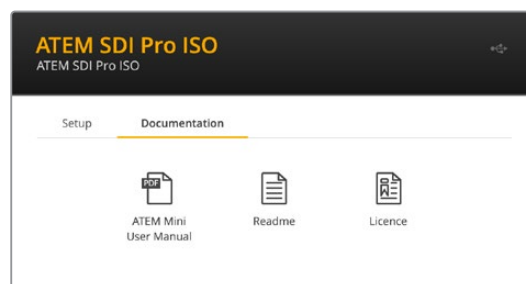 ATEM SDI Pro ISO
ATEM SDI Pro ISO
Setup Documentation
PDF
ATEM Mini
User Manual
Readme
Licence